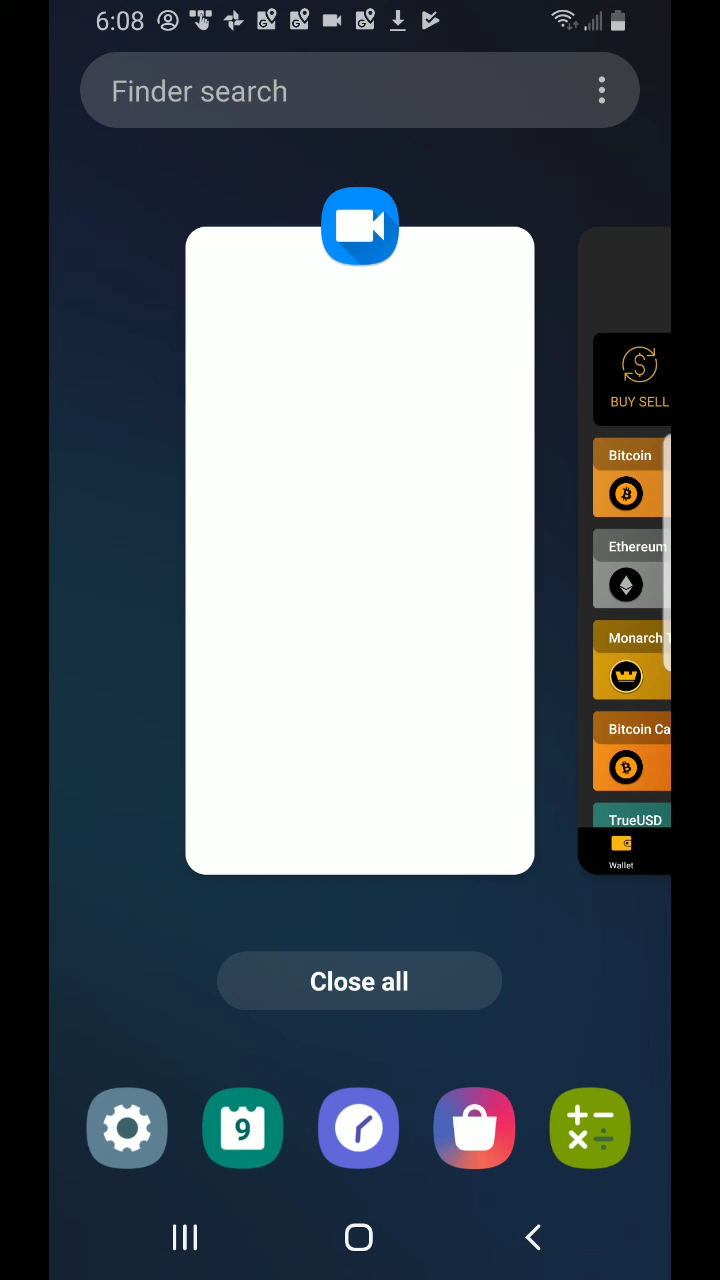 6:08
Finder search
BUY SELL
Bitcoin
Ethereum
Monarch
Bitcoin Ca
TrueUSD
Wallet
Close all
9